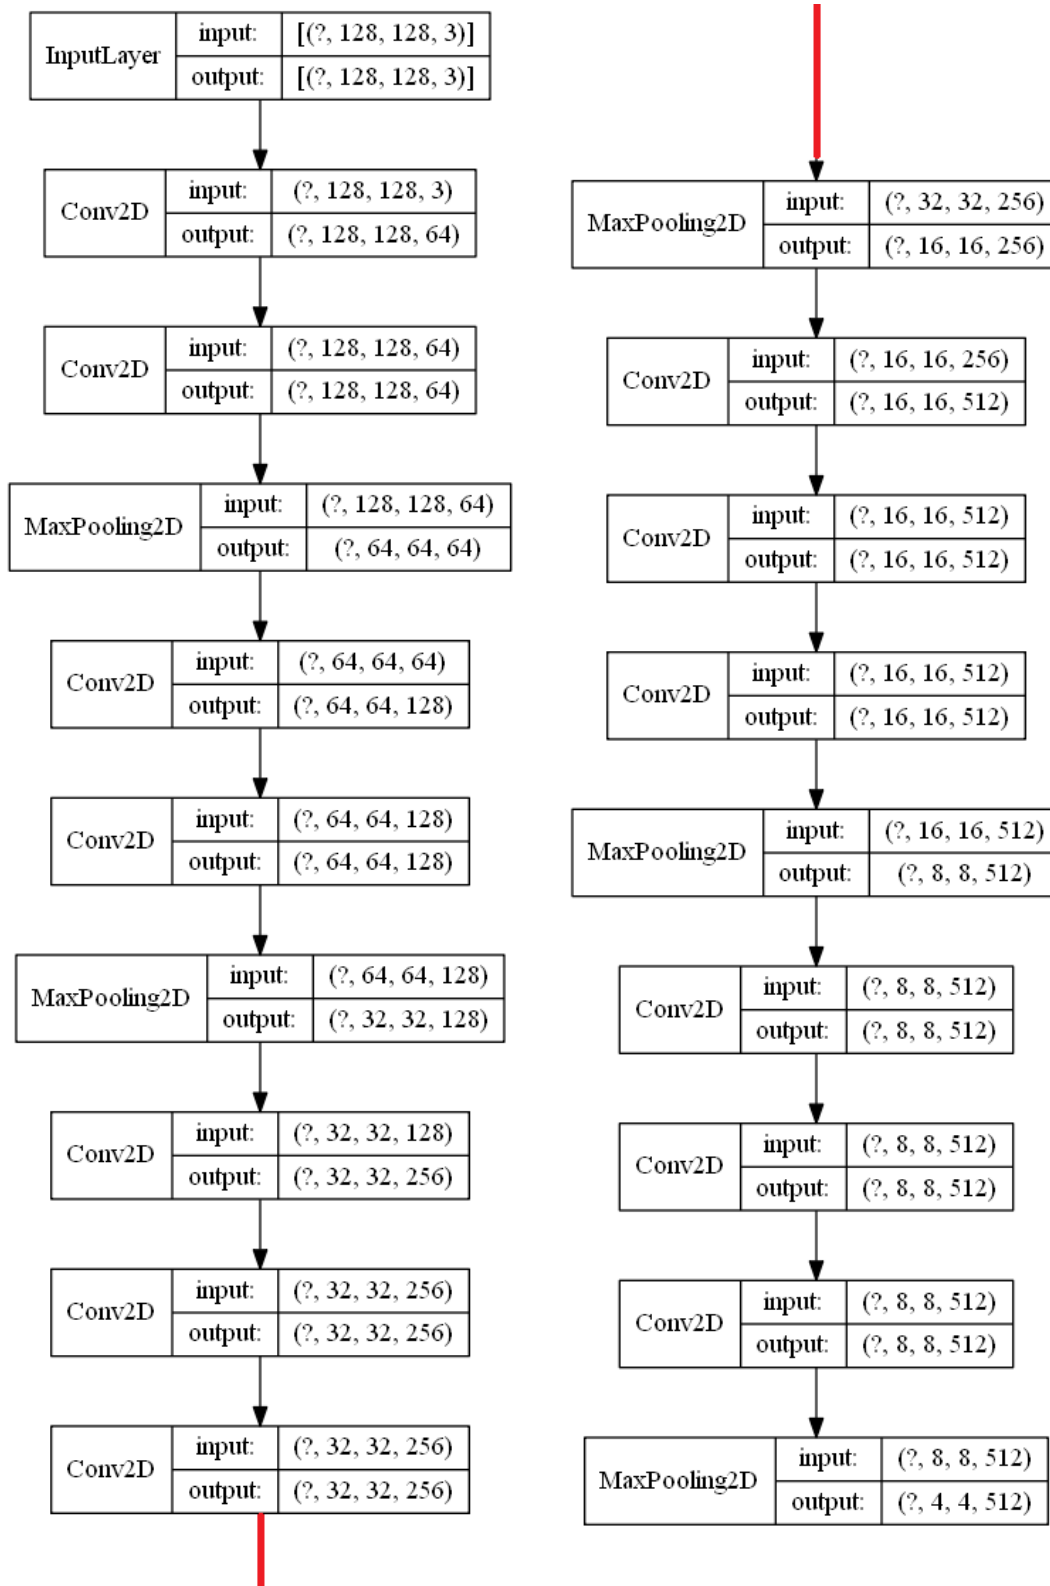 InputLayer
input: [(?, 128, 128, 3)]
output: [(?, 128, 128, 3)]
Conv2D
input: (?, 128, 128, 3)
output: (?, 128, 128, 64)
Conv2D
input: (?, 128, 128, 64)
output: (?, 128, 128, 64)
MaxPooling2D
input: (?, 128, 128, 64)
output: (?, 64, 64, 64)
Conv2D
input: (?, 64, 64, 64)
output: (?, 64, 64, 128)
Conv2D
input: (?, 64, 64, 128)
output: (?, 64, 64, 128)
MaxPooling2D
input: (?, 64, 64, 128)
output: (?, 32, 32, 128)
Conv2D
input: (?, 32, 32, 128)
output: (?, 32, 32, 256)
Conv2D
input: (?, 32, 32, 256)
output: (?, 32, 32, 256)
Conv2D
input: (?, 32, 32, 256)
output: (?, 32, 32, 256)
MaxPooling2D
input: (?, 32, 32, 256)
output: (?, 16, 16, 256)
Conv2D
input: (?, 16, 16, 256)
output: (?, 16, 16, 512)
Conv2D
input: (?, 16, 16, 512)
output: (?, 16, 16, 512)
Conv2D
input: (?, 16, 16, 512)
output: (?, 16, 16, 512)
MaxPooling2D
input: (?, 16, 16, 512)
output: (?, 8, 8, 512)
Conv2D
input: (?, 8, 8, 512)
output: (?, 8, 8, 512)
Conv2D
input: (?, 8, 8, 512)
output: (?, 8, 8, 512)
Conv2D
input: (?, 8, 8, 512)
output: (?, 8, 8, 512)
MaxPooling2D
input: (?, 8, 8, 512)
output: (?, 4, 4, 512)